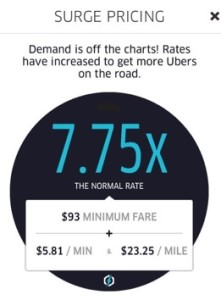 SURGE PRICING ×
Demand is off the charts! Rates
have increased to get more Ubers
on the road.
7.75x
THE NORMAL RATE
$93 MINIMUM FARE
+
$5.81 / MIN & $23.25 / MILE